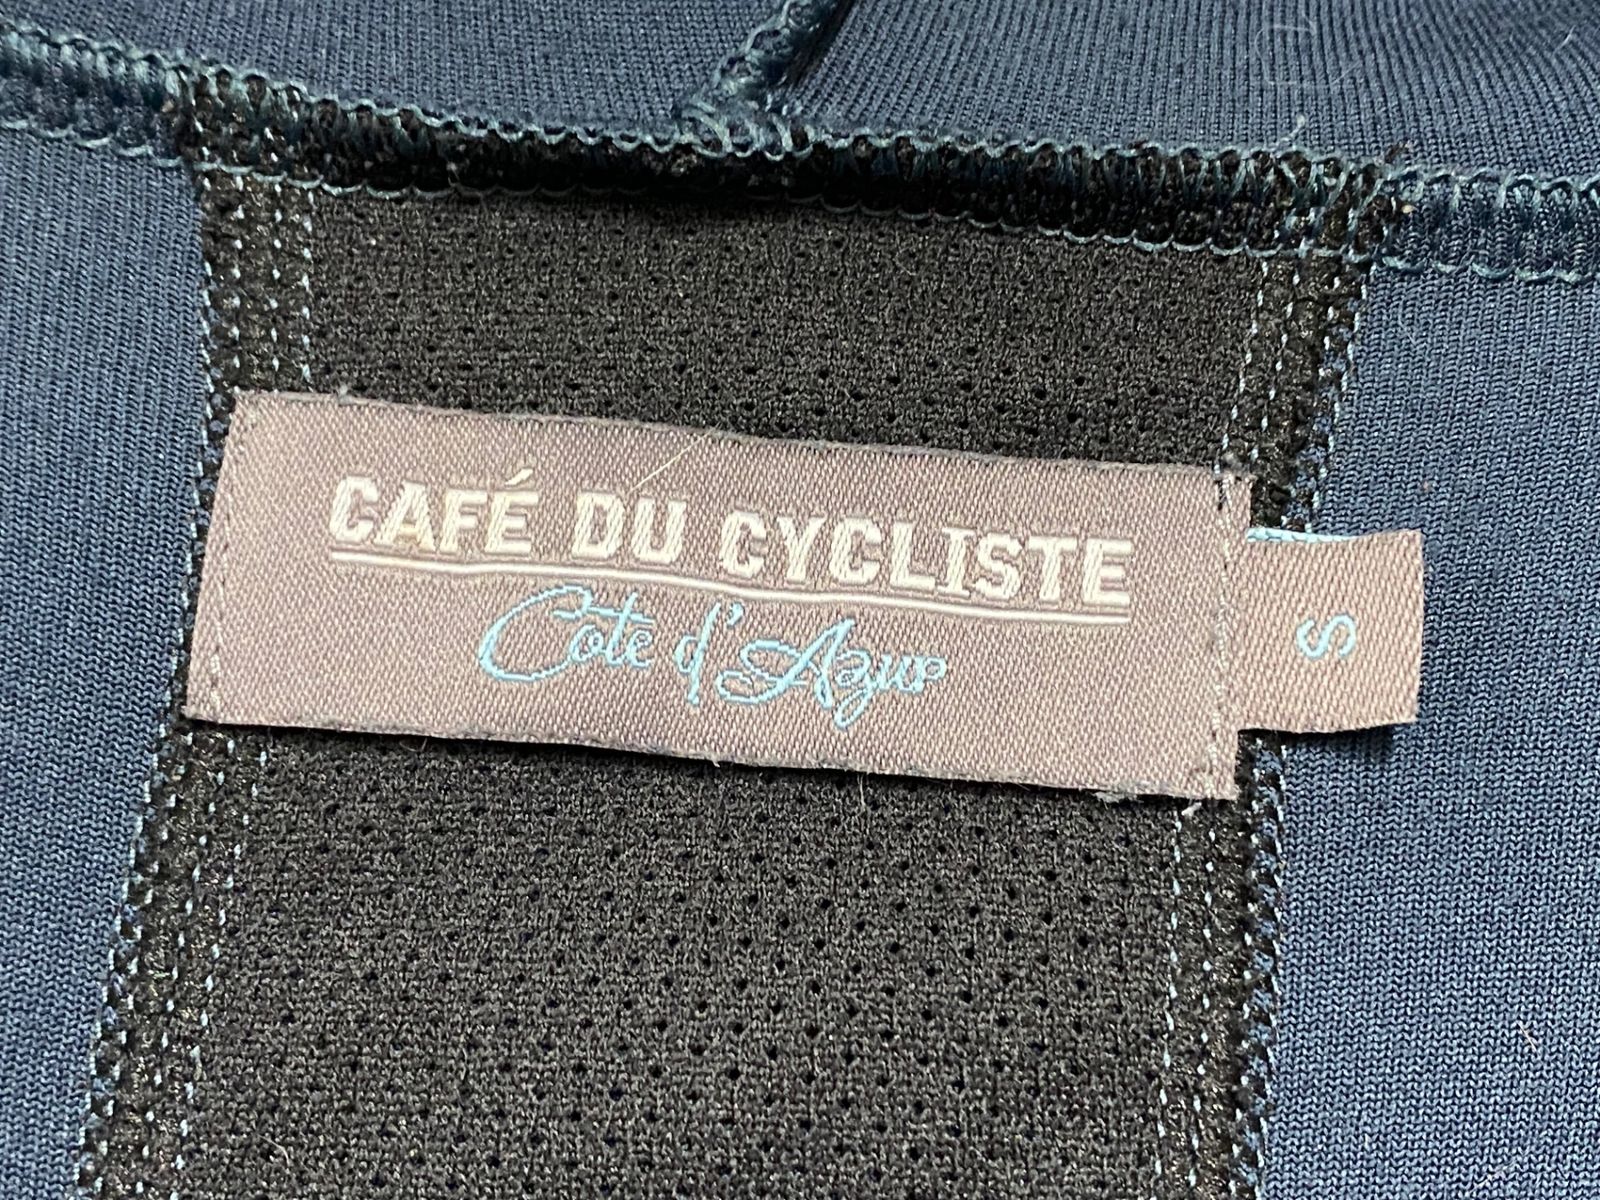 CAFÉ DU CYCLISTE
Côte d'Azur
S